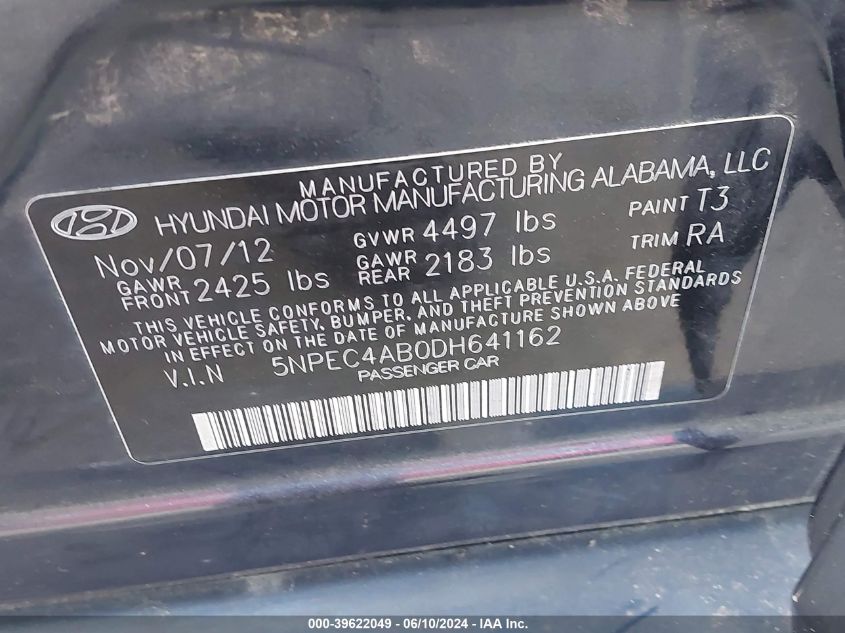 MANUFACTURED BY
HYUNDAI MOTOR MANUFACTURING ALABAMA, LLC
Nov/07/12 GVWR 4497 lbs PAINT T3
GAWR FRONT 2425 lbs GAWR REAR 2183 lbs TRIM RA
THIS VEHICLE CONFORMS TO ALL APPLICABLE U.S.A. FEDERAL
MOTOR VEHICLE SAFETY, BUMPER, AND THEFT PREVENTION STANDARDS
IN EFFECT ON THE DATE OF MANUFACTURE SHOWN ABOVE
V.I.N 5NPEC4AB0DH641162
PASSENGER CAR
000-39622049 - 06/10/2024 - IAA Inc.